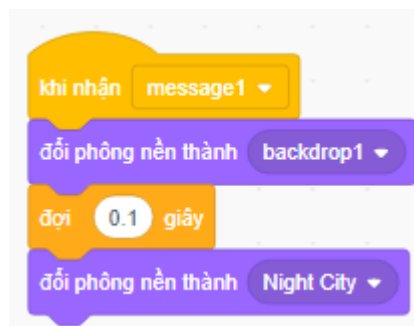 khi nhận message1
đổi phông nền thành backdrop1
đợi 0.1 giây
đổi phông nền thành Night City